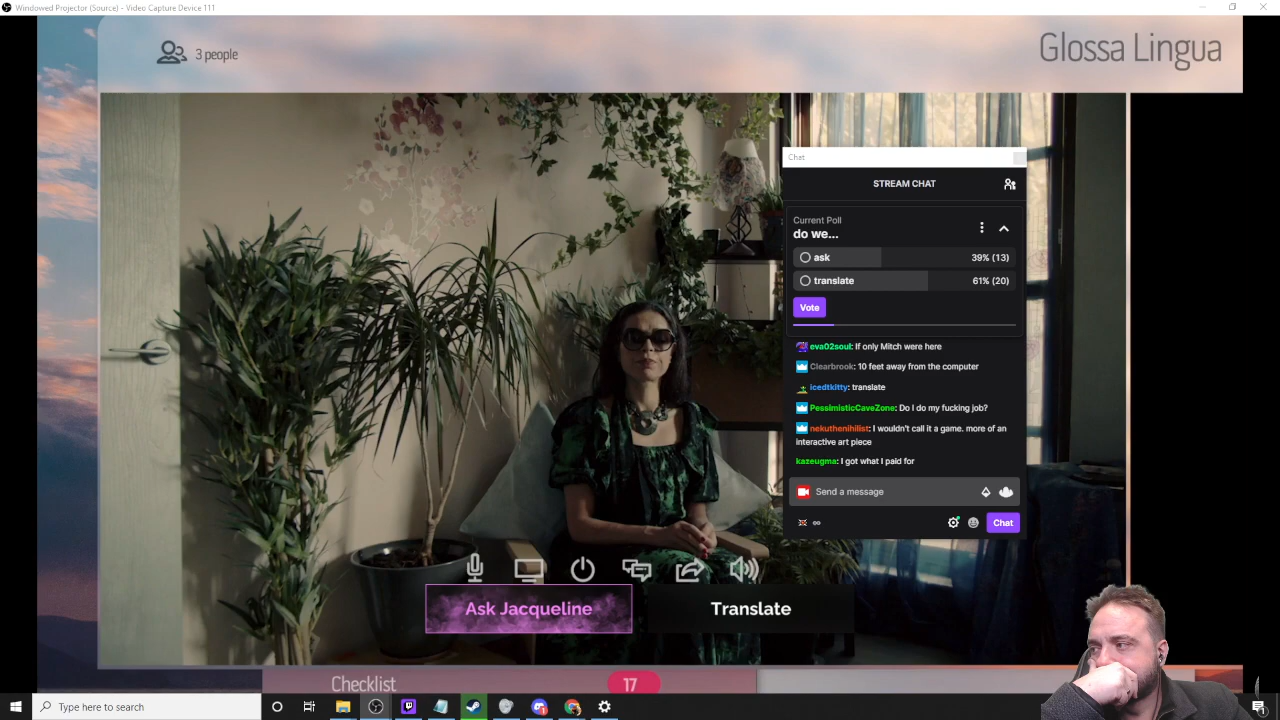 Windowed Projector (Source) - Video Capture Device 111
3 people
Glossa Lingua
Chat
STREAM CHAT
Current Poll
do we...
ask 39% (13)
translate 61% (20)
Vote
eva02soul: If only Mitch were here
Clearbrook: 10 feet away from the computer
icedtkitty: translate
PessimisticCaveZone: Do I do my fucking job?
nekuthenihilist: I wouldn't call it a game. more of an
interactive art piece
kazeugma: I got what I paid for
Send a message
Chat
Ask Jacqueline
Translate
Checklist
17
Type here to search